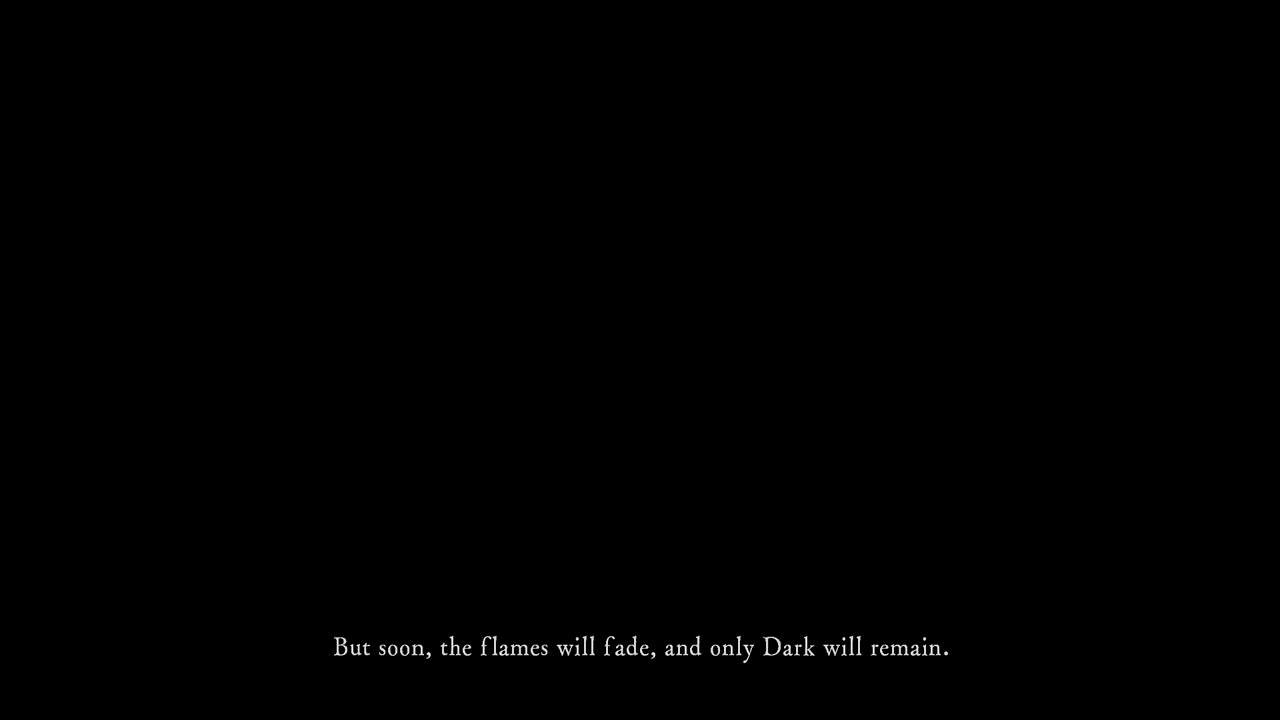 But soon, the flames will fade, and only Dark will remain.